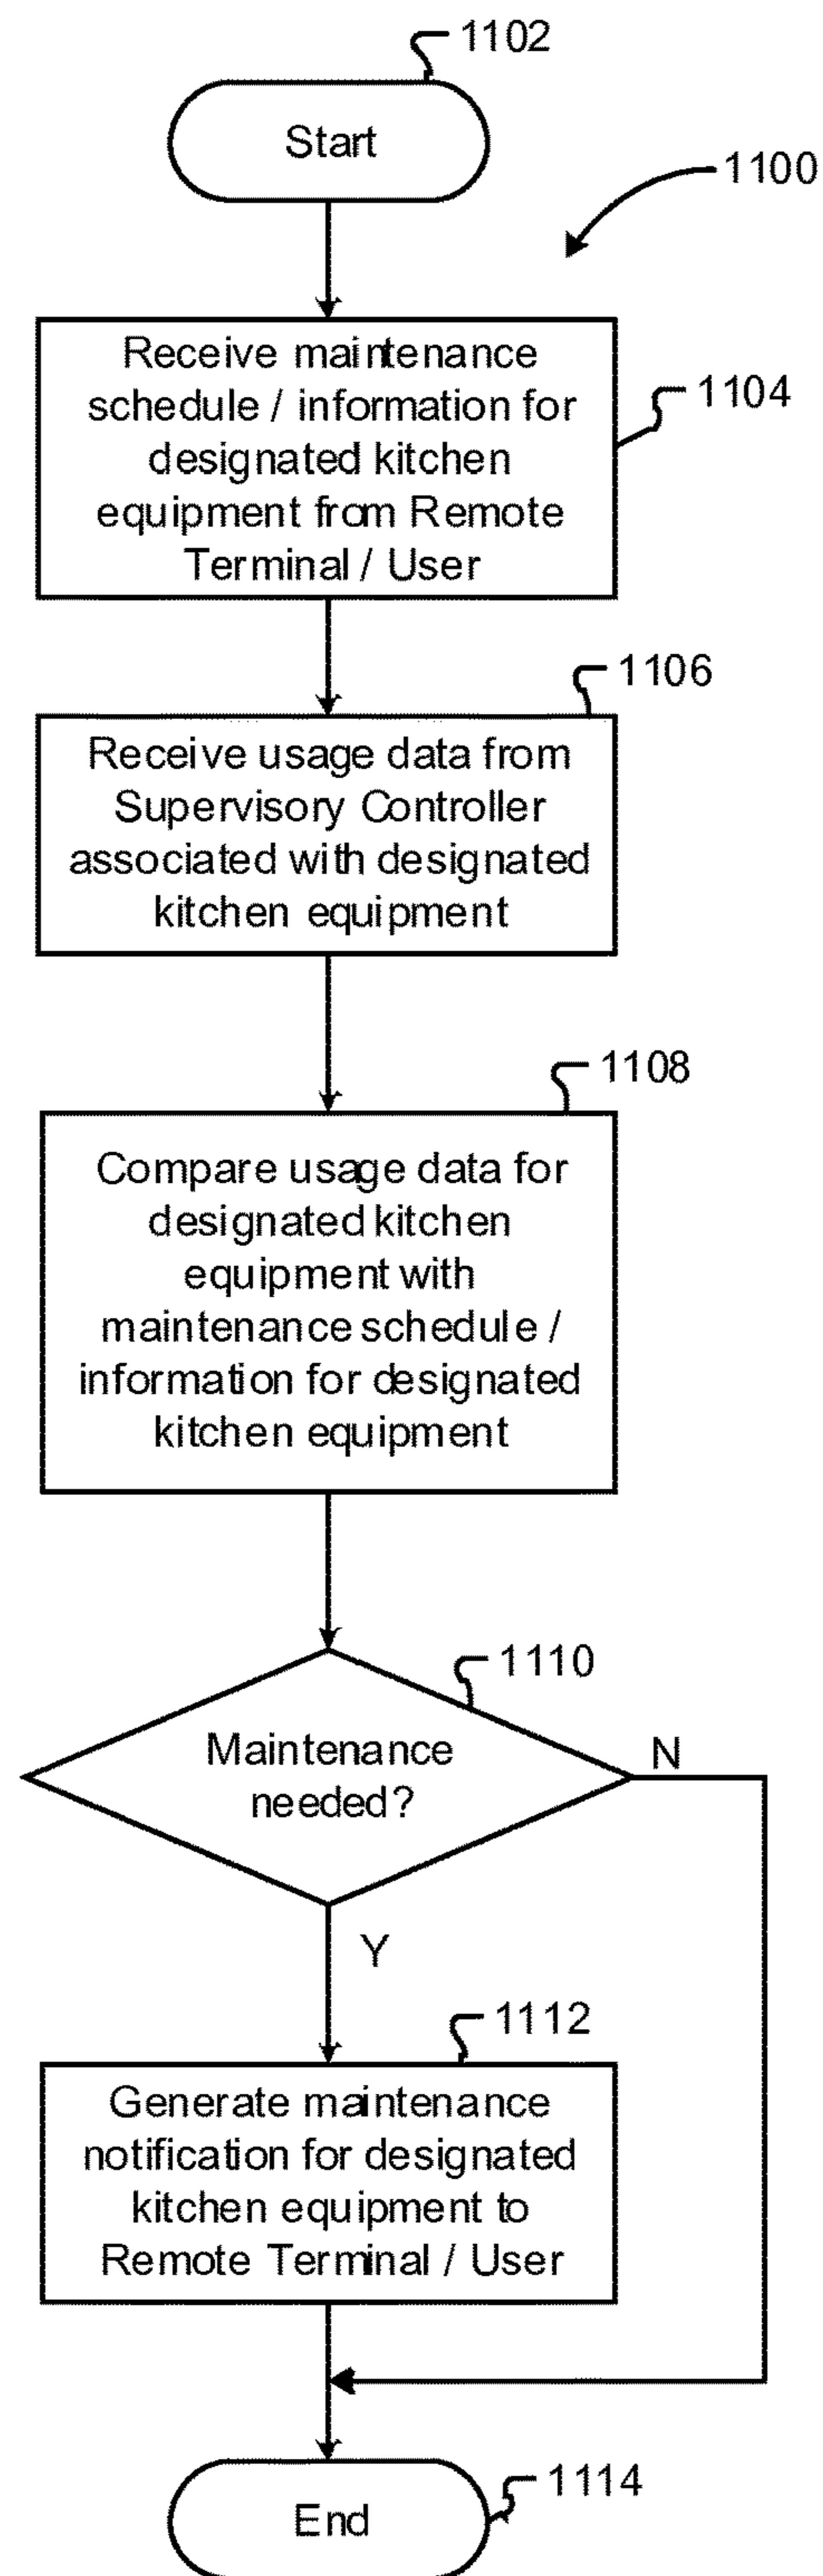 1102
Start
1100
Receive maintenance
schedule / information for
designated kitchen
equipment from Remote
Terminal / User
1104
1106
Receive usage data from
Supervisory Controller
associated with designated
kitchen equipment
1108
Compare usage data for
designated kitchen
equipment with
maintenance schedule /
information for designated
kitchen equipment
1110
Maintenance
needed?
N
Y
1112
Generate maintenance
notification for designated
kitchen equipment to
Remote Terminal / User
1114
End